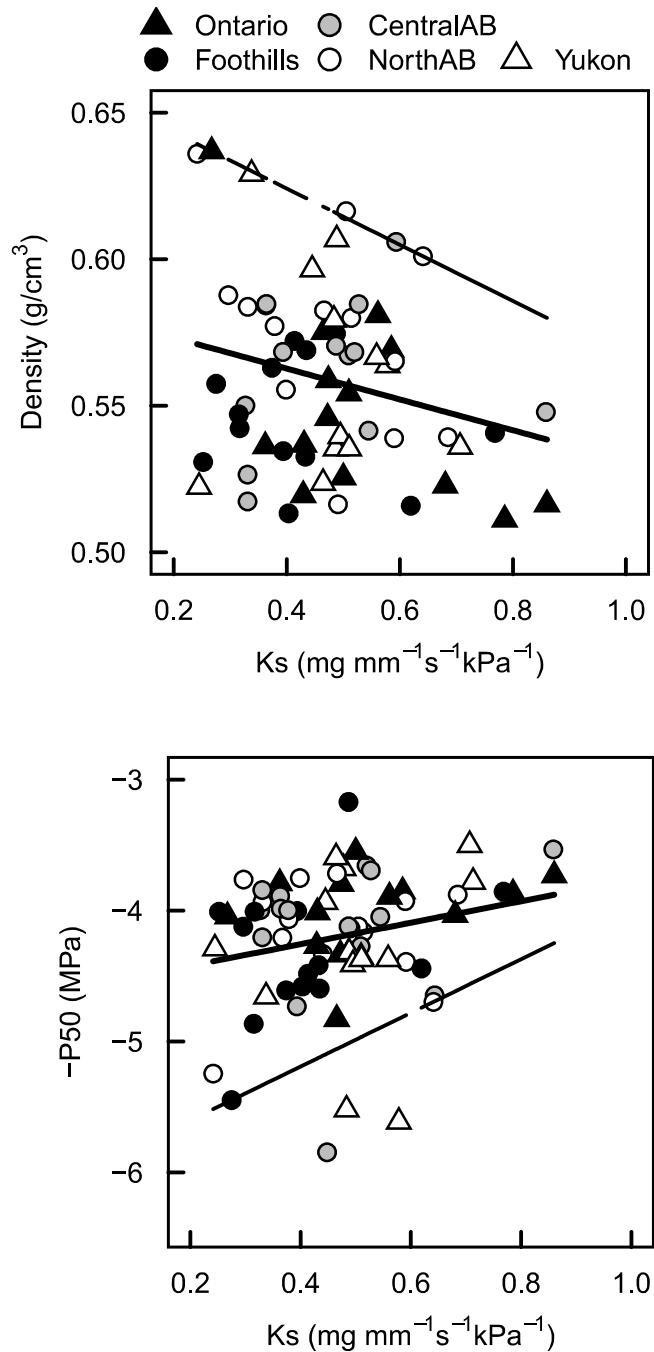 Ontario CentralAB
Foothills NorthAB Yukon
0.65
0.60
0.55
0.50
Density (g/cm³)
0.2 0.4 0.6 0.8 1.0
Ks (mg mm⁻¹s⁻¹kPa⁻¹)
−3
−4
−5
−6
−P50 (MPa)
0.2 0.4 0.6 0.8 1.0
Ks (mg mm⁻¹s⁻¹kPa⁻¹)